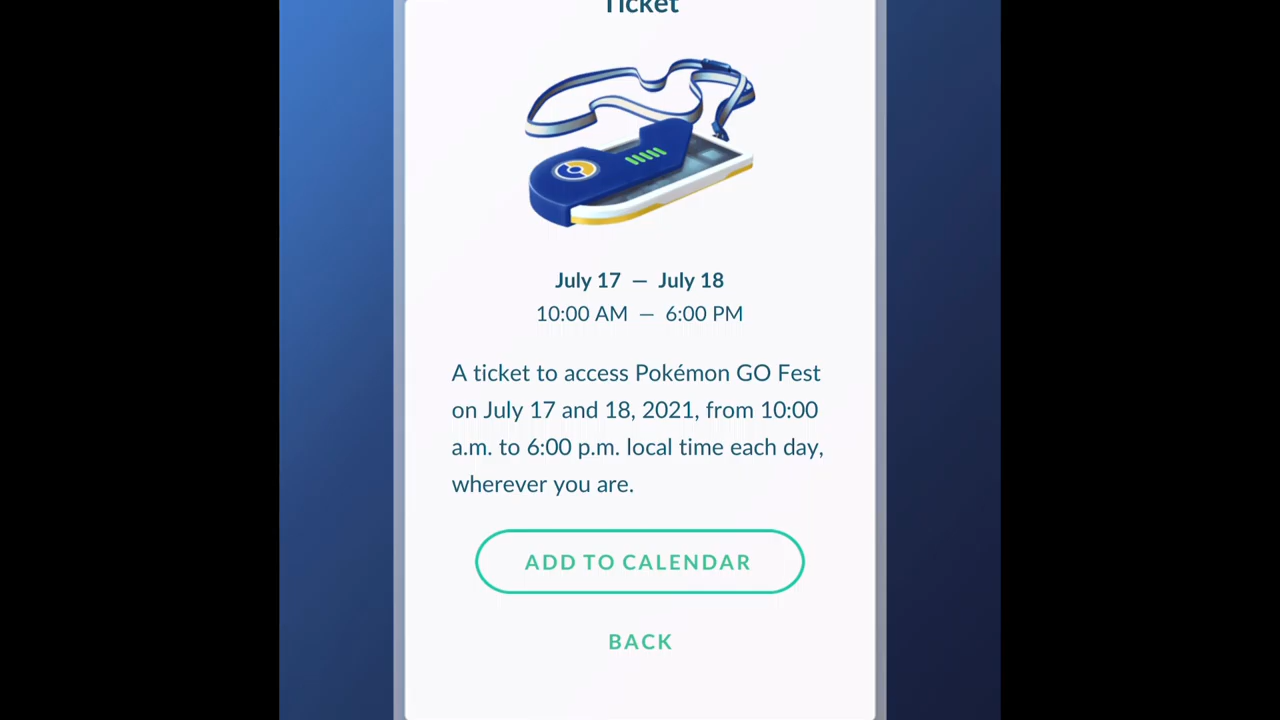 Ticket
July 17 — July 18
10:00 AM — 6:00 PM
A ticket to access Pokémon GO Fest
on July 17 and 18, 2021, from 10:00
a.m. to 6:00 p.m. local time each day,
wherever you are.
ADD TO CALENDAR
BACK